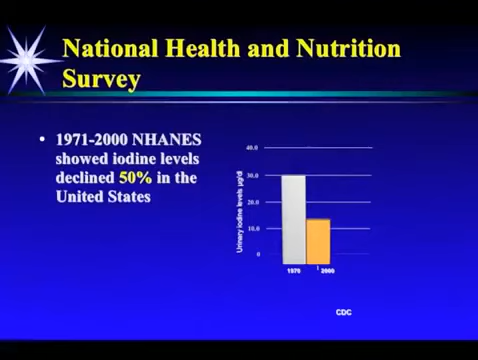 National Health and Nutrition
Survey
• 1971-2000 NHANES
showed iodine levels
declined 50% in the
United States
Urinary iodine levels µg/dl
40.0
30.0
20.0
10.0
0
1970
2000
CDC